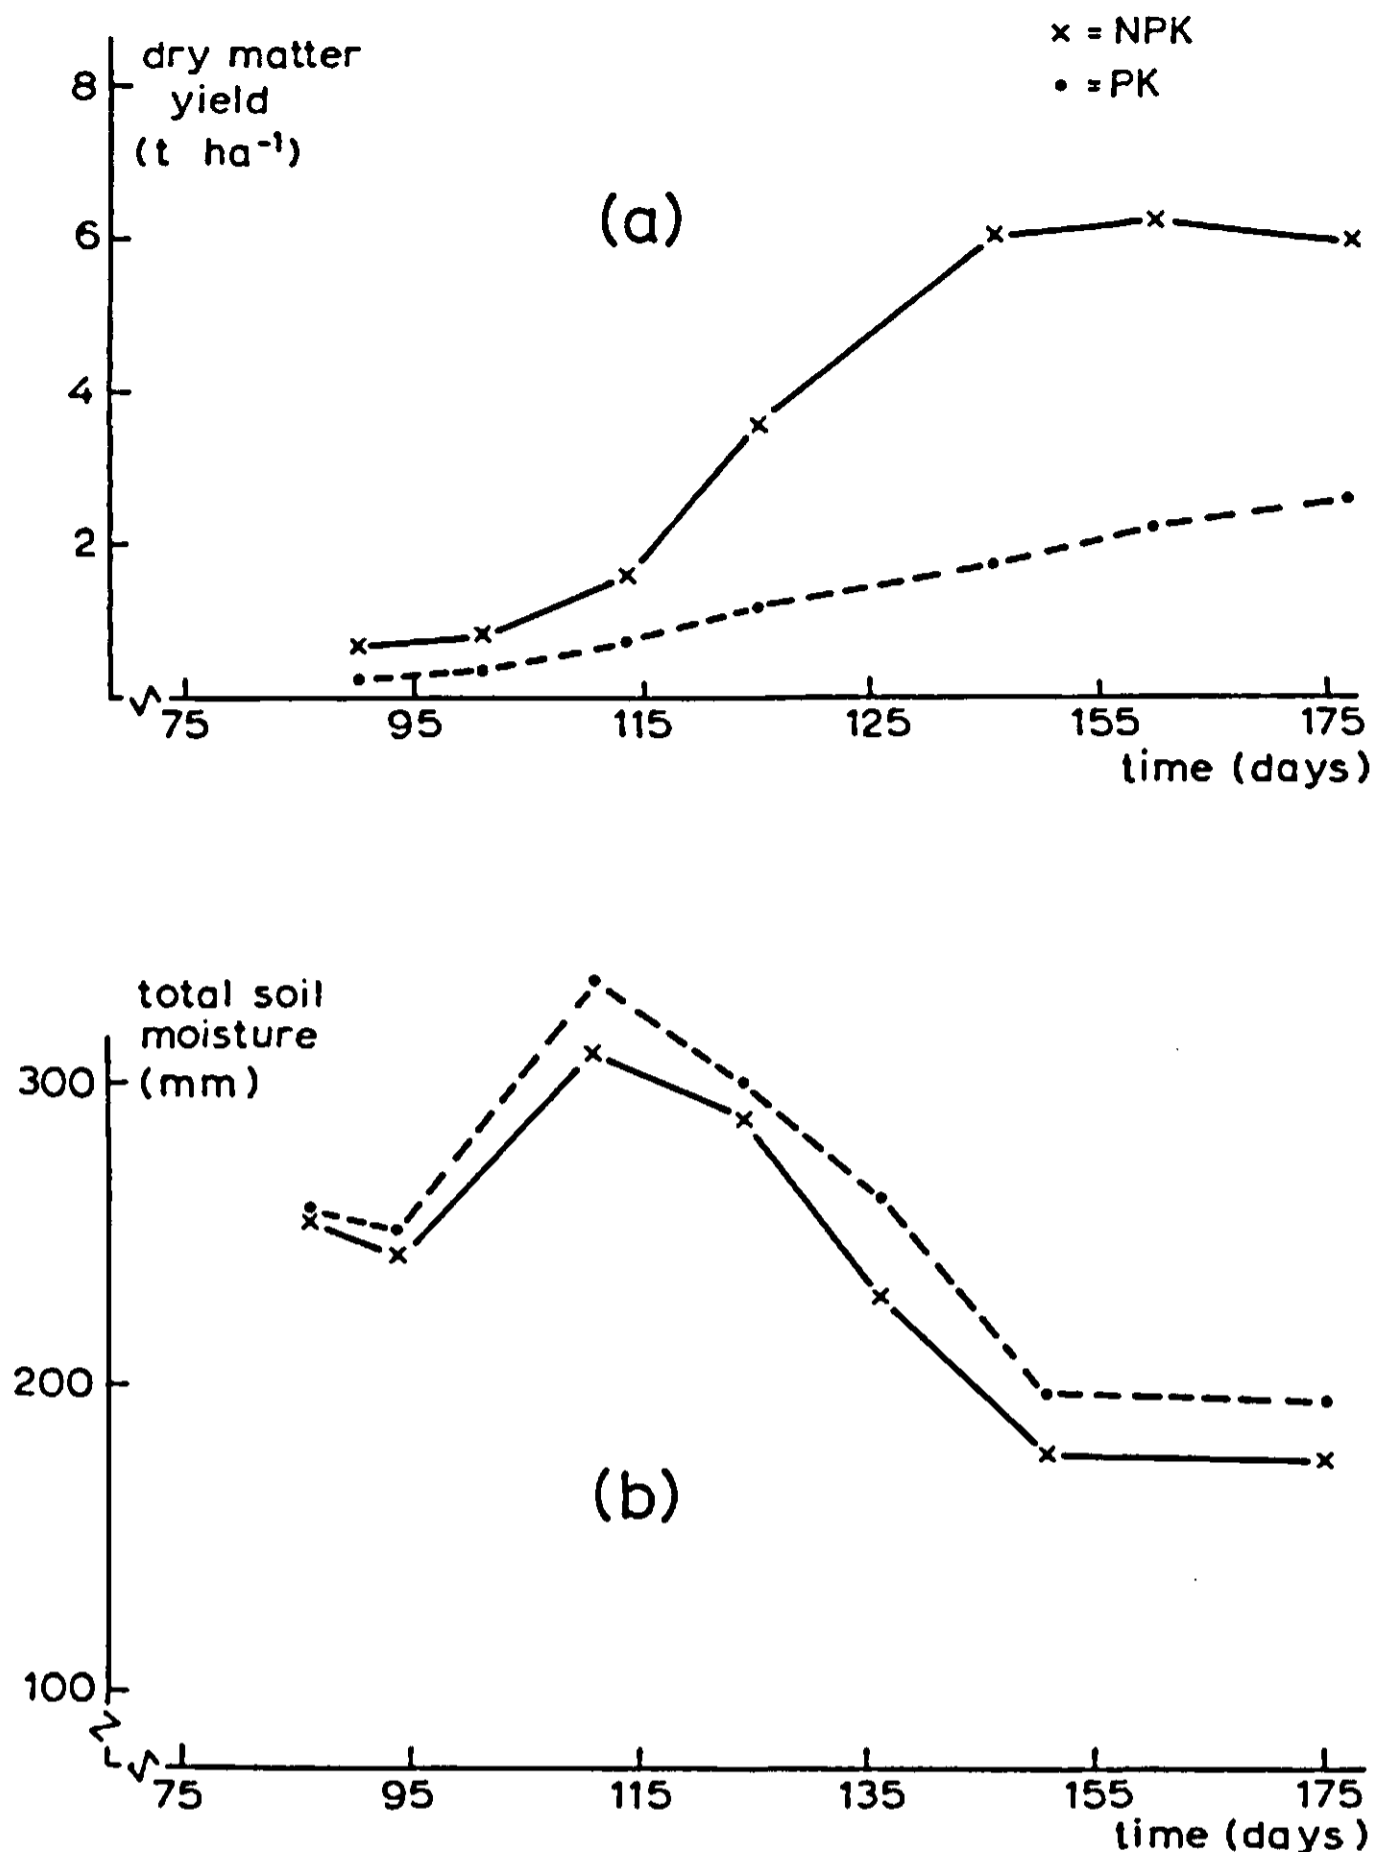 × = NPK
• = PK
dry matter
yield
(t ha⁻¹)
8
6
4
2
(a)
75 95 115 125 155 175
time (days)
total soil
moisture
(mm)
300
200
100
(b)
75 95 115 135 155 175
time (days)